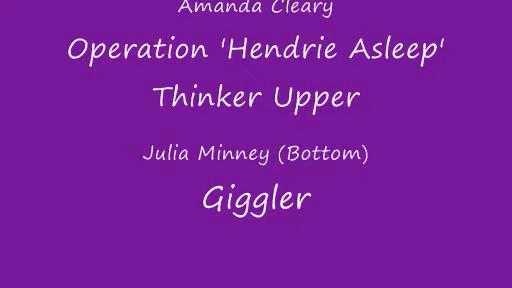 Amanda Cleary
Operation 'Hendrie Asleep'
Thinker Upper
Julia Minney (Bottom)
Giggler